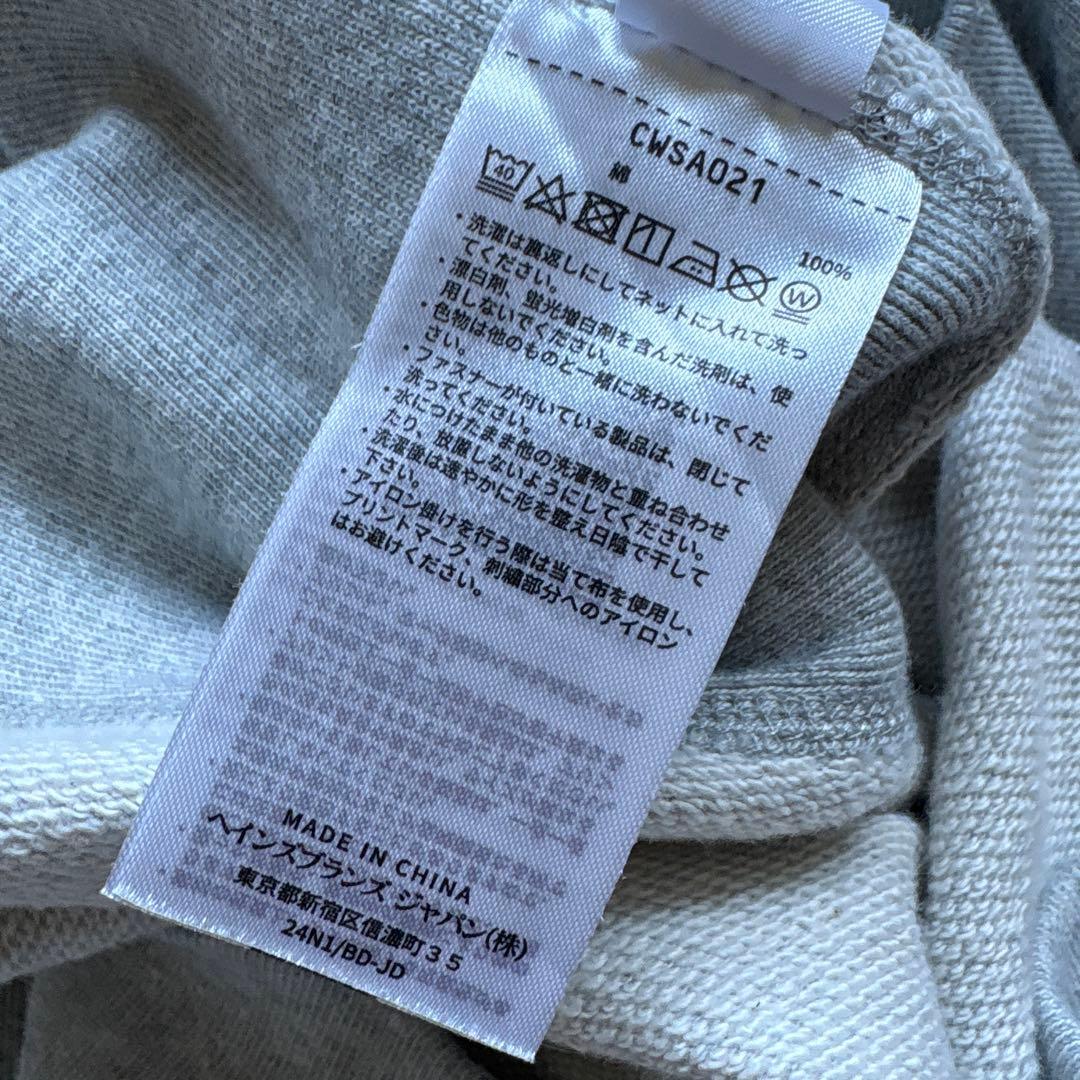 CWSA021
綿 100%
40
W
・洗濯は裏返しにしてネットに入れて洗っ
てください。
・漂白剤、蛍光増白剤を含んだ洗剤は、使
用しないでください。
・色物は他のものと一緒に洗わないでくだ
さい。
・ファスナーが付いている製品は、閉じて
洗ってください。
・水につけたまま他の洗濯物と重ね合わせ
たり、放置しないようにしてください。
・洗濯後は速やかに形を整え日陰で干して
下さい。
・アイロン掛けを行う際は当て布を使用し、
プリントマーク、刺繍部分へのアイロン
はお避けください。
MADE IN CHINA
ヘインズブランズ ジャパン(株)
東京都新宿区信濃町35
24N1/BD-JD